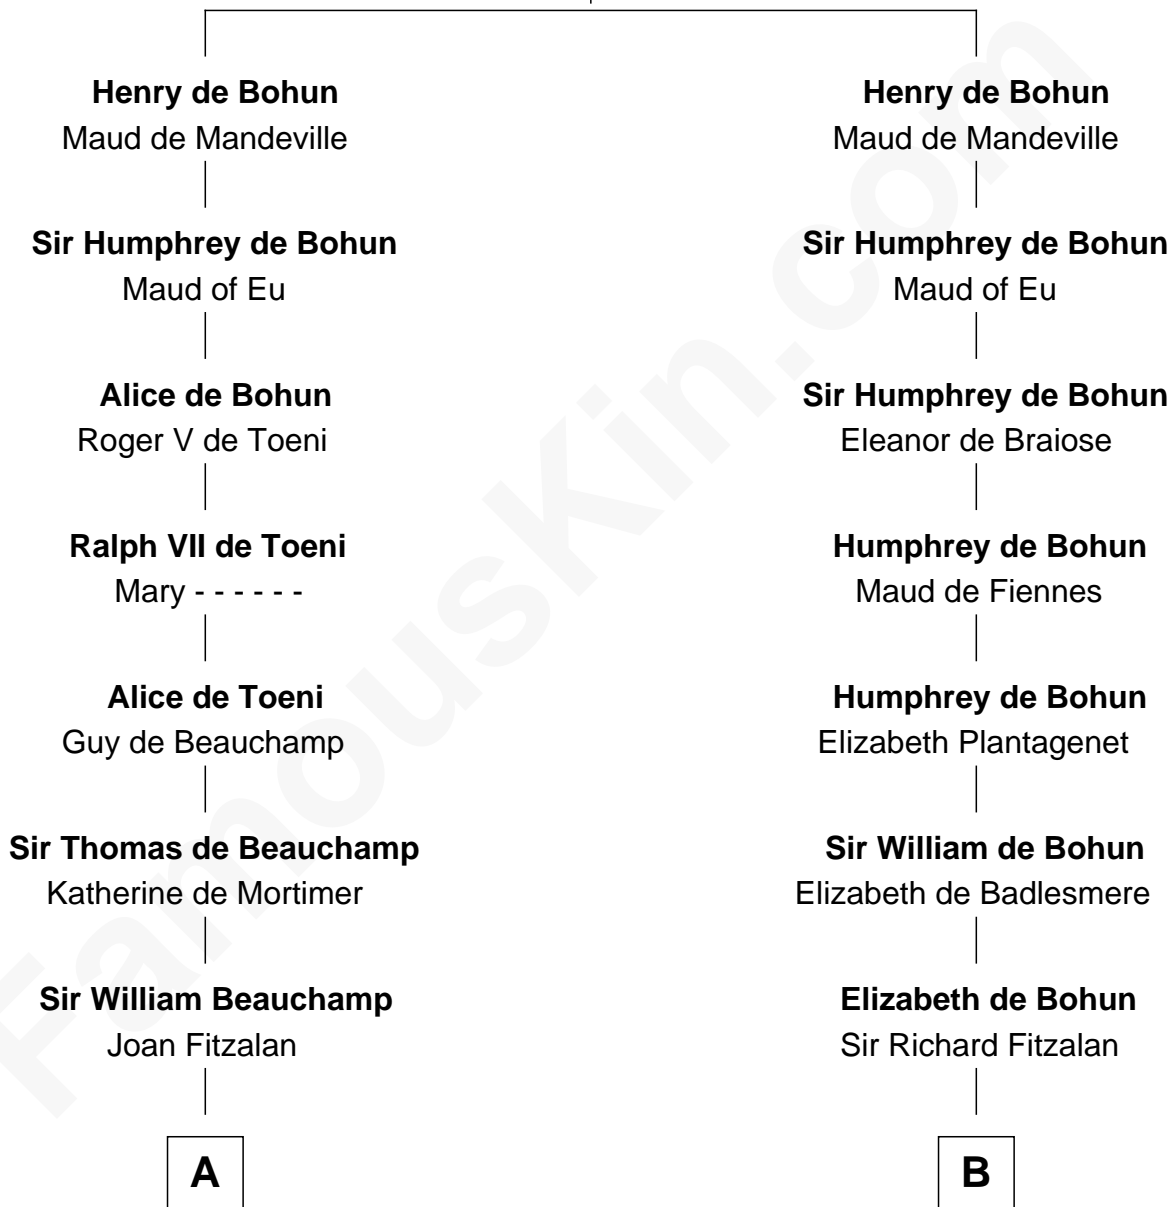 Henry de Bohun
Maud de Mandeville
Sir Humphrey de Bohun
Maud of Eu
Alice de Bohun
Roger V de Toeni
Ralph VII de Toeni
Mary - - - - - -
Alice de Toeni
Guy de Beauchamp
Sir Thomas de Beauchamp
Katherine de Mortimer
Sir William Beauchamp
Joan Fitzalan
A
Henry de Bohun
Maud de Mandeville
Sir Humphrey de Bohun
Maud of Eu
Sir Humphrey de Bohun
Eleanor de Braiose
Humphrey de Bohun
Maud de Fiennes
Humphrey de Bohun
Elizabeth Plantagenet
Sir William de Bohun
Elizabeth de Badlesmere
Elizabeth de Bohun
Sir Richard Fitzalan
B
FamousKin.com